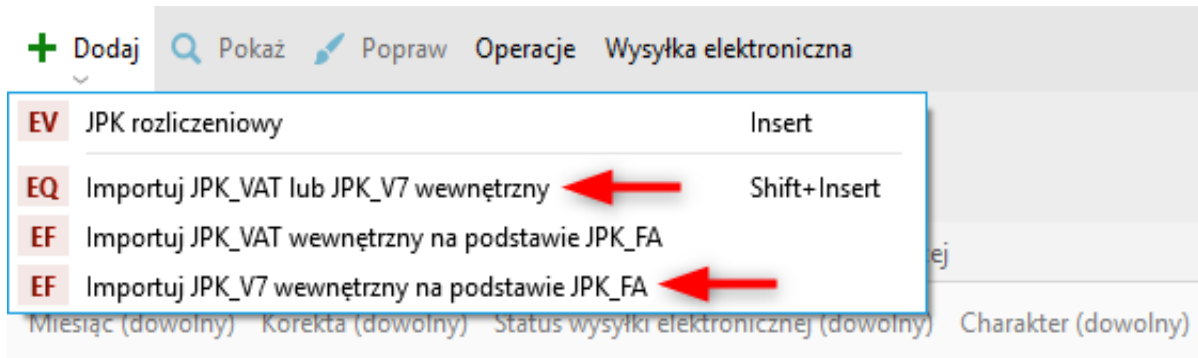 Dodaj Pokaż Popraw Operacje Wysyłka elektroniczna
EV JPK rozliczeniowy Insert
EQ Importuj JPK_VAT lub JPK_V7 wewnętrzny Shift+Insert
EF Importuj JPK_VAT wewnętrzny na podstawie JPK_FA
EF Importuj JPK_V7 wewnętrzny na podstawie JPK_FA
Miesiąc (dowolny) Korekta (dowolny) Status wysyłki elektronicznej (dowolny) Charakter (dowolny)